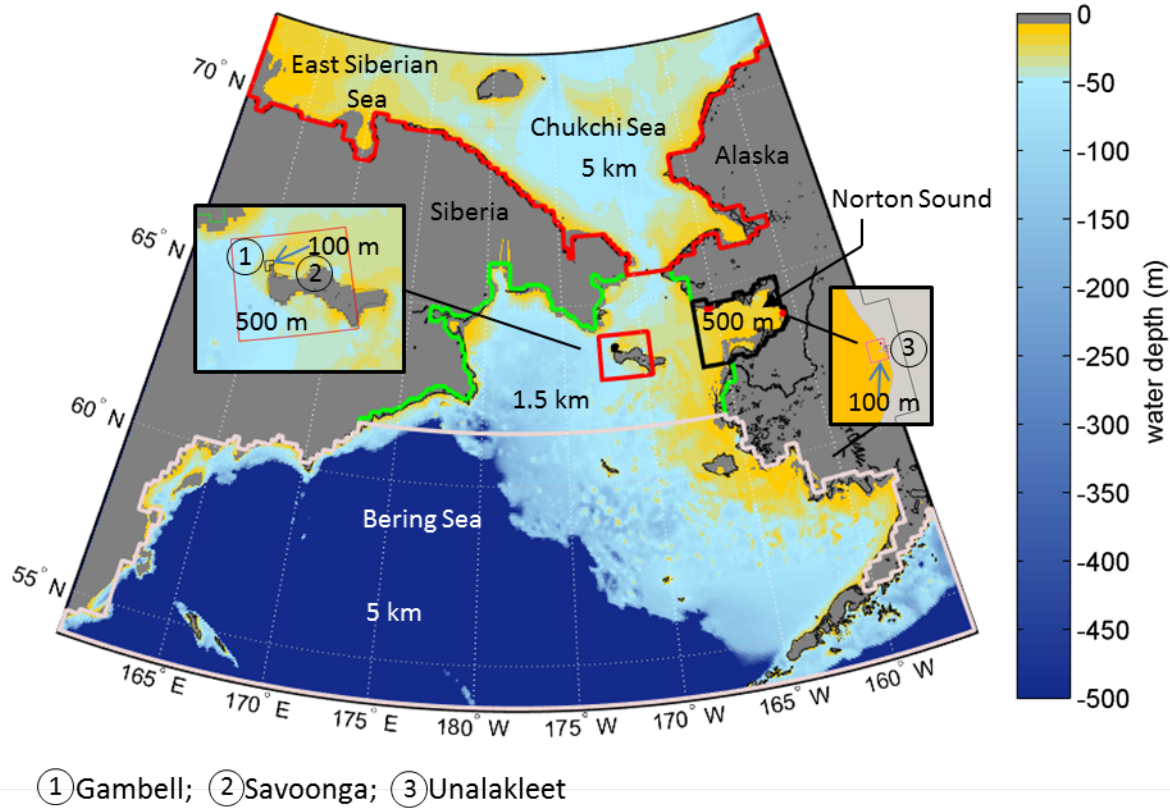 0
70° N
East Siberian
Sea
-50
Chukchi Sea
Alaska
-100
5 km
Norton Sound
Siberia
-150
65° N
1
100 m
2
-200
500 m
500 m
3
-250
1.5 km
100 m
60° N
-300
-350
Bering Sea
-400
55° N
5 km
-450
-500
water depth (m)
165° E
170° E
175° E
180° W
175° W
170° W
165° W
160° W
1 Gambell; 2 Savoonga; 3 Unalakleet